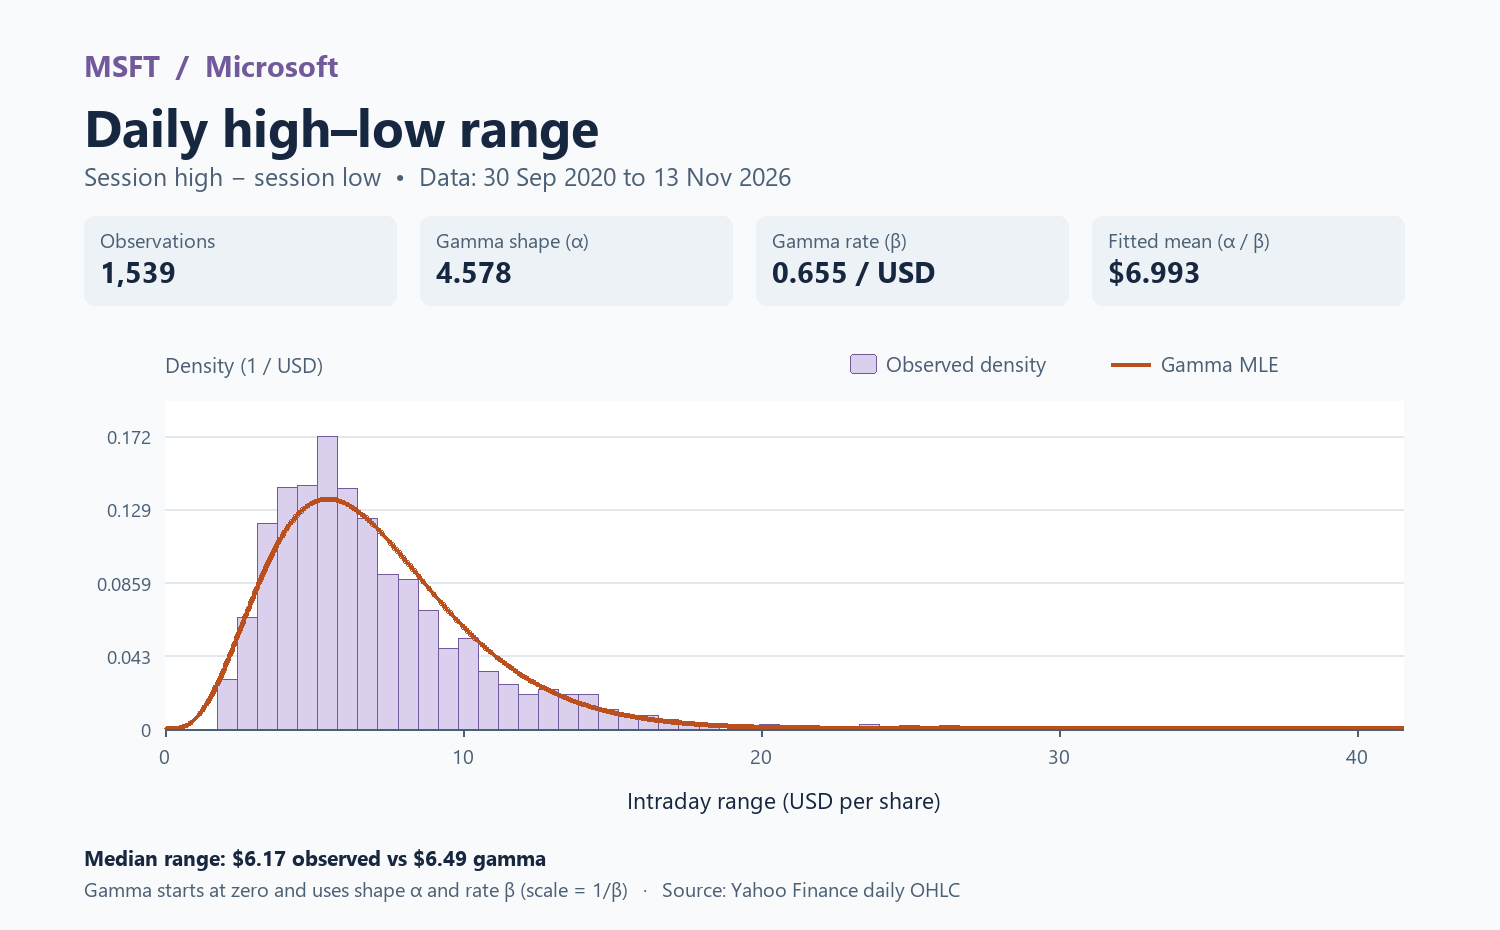 MSFT / Microsoft
Daily high–low range
Session high − session low • Data: 30 Sep 2020 to 13 Nov 2026
Observations
1,539
Gamma shape (α)
4.578
Gamma rate (β)
0.655 / USD
Fitted mean (α / β)
$6.993
Density (1 / USD)
Observed density
Gamma MLE
0.172
0.129
0.0859
0.043
0
0 10 20 30 40
Intraday range (USD per share)
Median range: $6.17 observed vs $6.49 gamma
Gamma starts at zero and uses shape α and rate β (scale = 1/β) · Source: Yahoo Finance daily OHLC